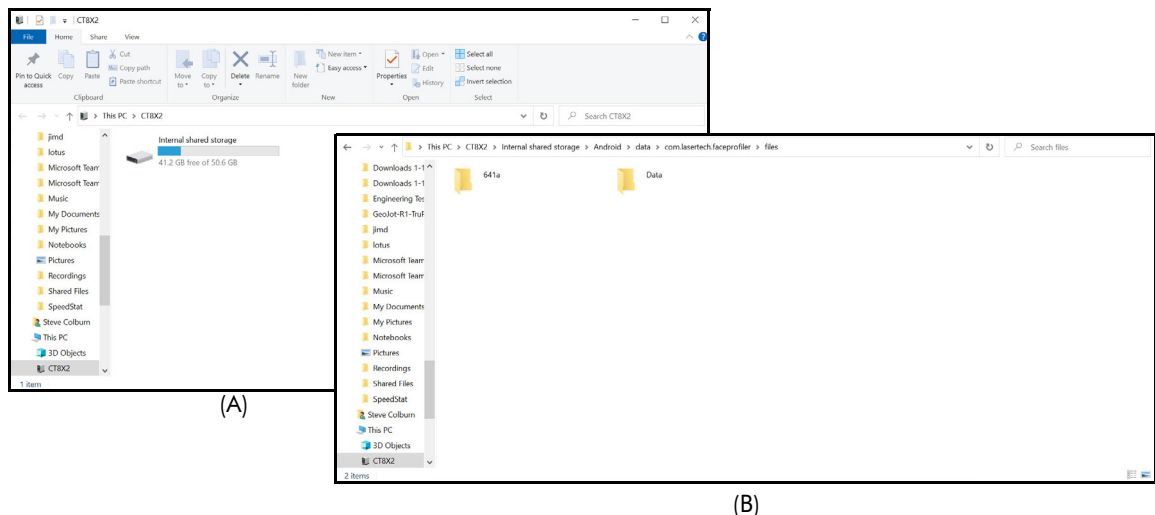 CT8X2
File Home Share View
Pin to Quick access
Copy
Paste
Cut
Copy path
Paste shortcut
Clipboard
Move to
Copy to
Delete
Rename
Organize
New folder
New item
Easy access
New
Properties
Open
Edit
History
Open
Select all
Select none
Invert selection
Select
This PC > CT8X2
Search CT8X2
jimd
lotus
Microsoft Team
Microsoft Team
Music
My Documents
My Pictures
Notebooks
Pictures
Recordings
Shared Files
SpeedStat
Steve Colburn
This PC
3D Objects
CT8X2
1 item
Internal shared storage
41.2 GB free of 50.6 GB
(A)
This PC > CT8X2 > Internal shared storage > Android > data > com.lasertech.faceprofiler > files
Search files
Downloads 1-1
Downloads 1-1
Engineering Tes
GeoJot-R1-TruP
jimd
lotus
Microsoft Team
Microsoft Team
Music
My Documents
My Pictures
Notebooks
Pictures
Recordings
Shared Files
SpeedStat
Steve Colburn
This PC
3D Objects
CT8X2
2 items
641a
Data
(B)